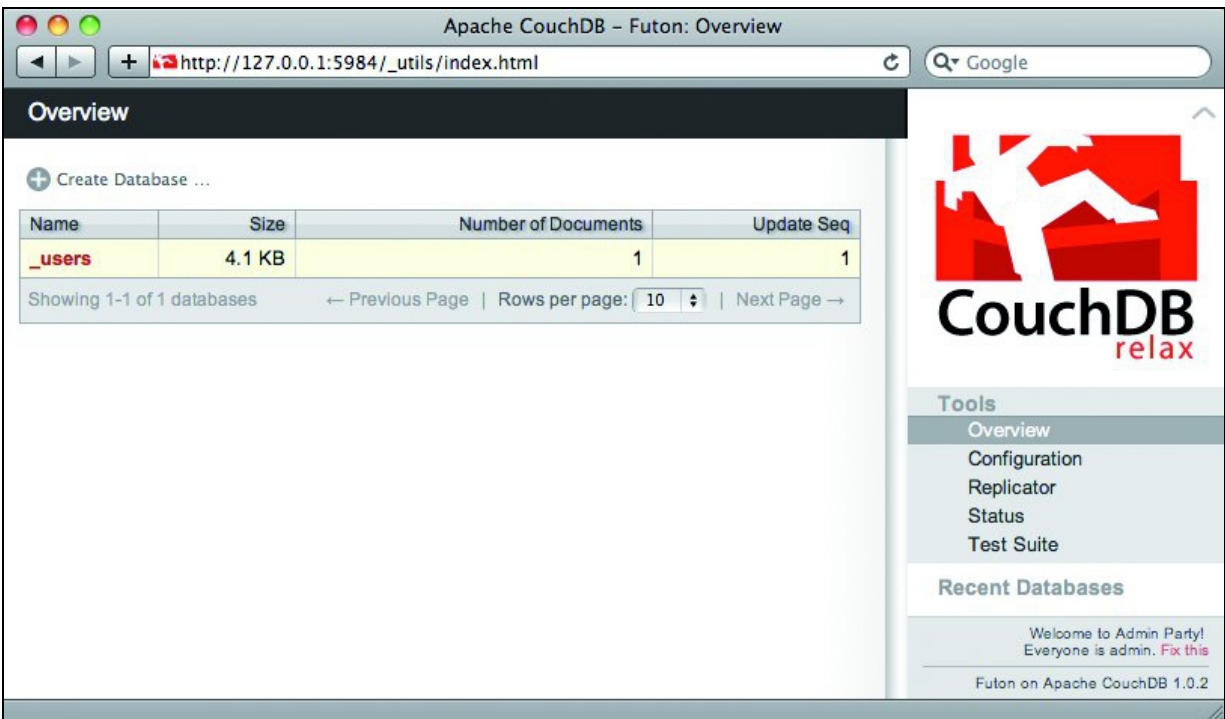 Apache CouchDB – Futon: Overview
http://127.0.0.1:5984/_utils/index.html
Google
Overview
Create Database ...
Name Size Number of Documents Update Seq
_users 4.1 KB 1 1
Showing 1-1 of 1 databases ← Previous Page | Rows per page: 10 | Next Page →
CouchDB
relax
Tools
Overview
Configuration
Replicator
Status
Test Suite
Recent Databases
Welcome to Admin Party!
Everyone is admin. Fix this
Futon on Apache CouchDB 1.0.2